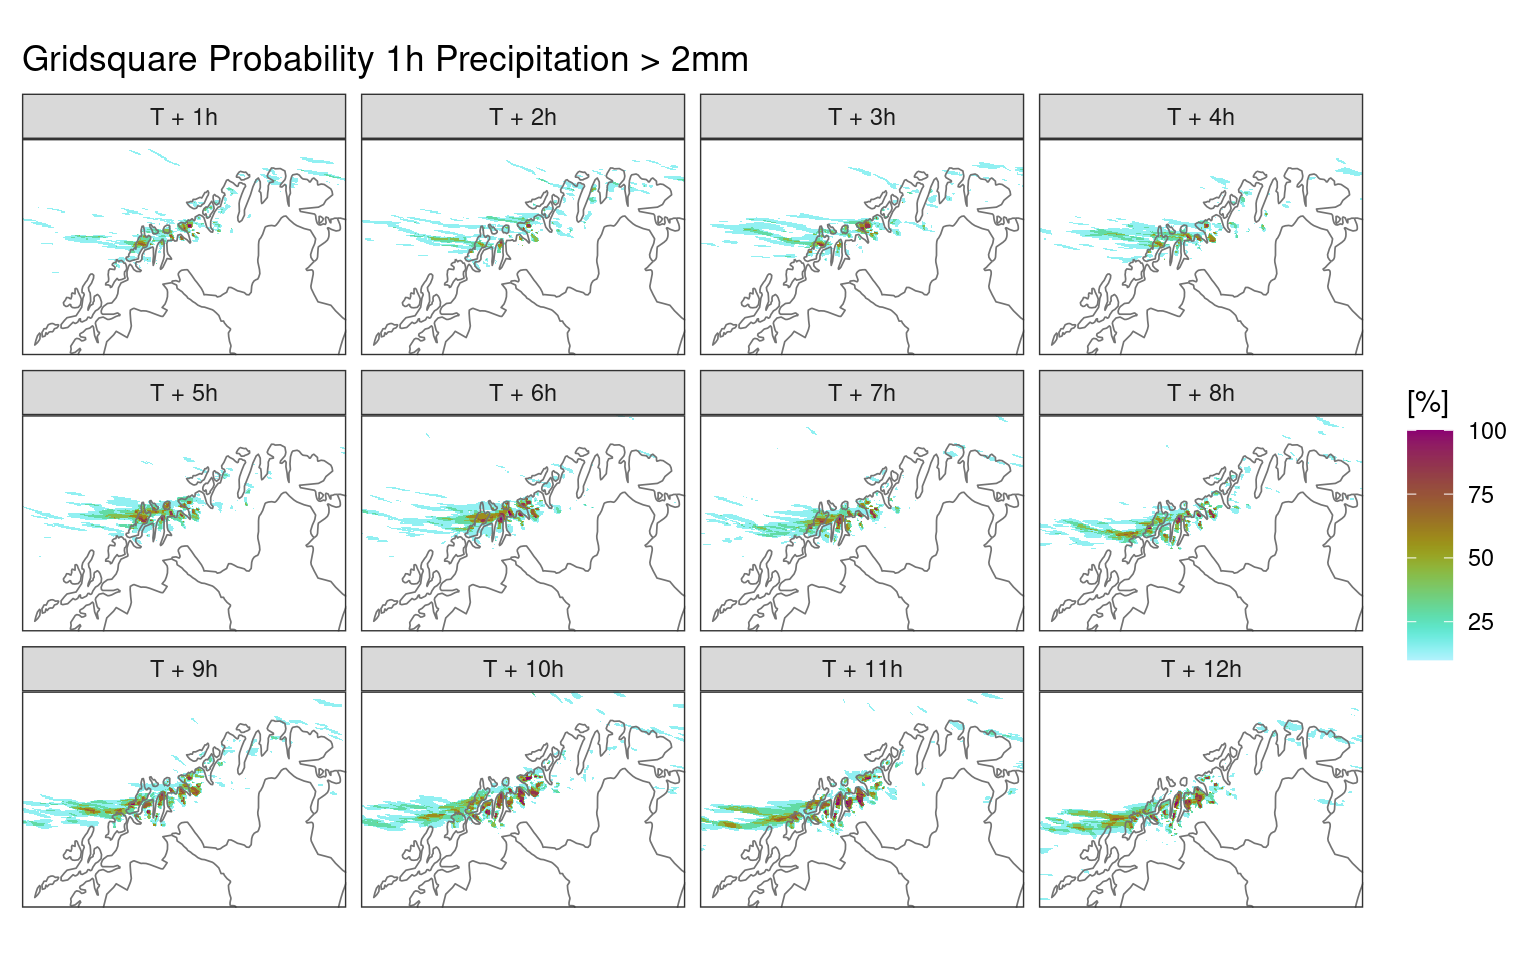 Gridsquare Probability 1h Precipitation > 2mm
T + 1h
T + 2h
T + 3h
T + 4h
T + 5h
T + 6h
T + 7h
T + 8h
[%]
100
75
50
25
T + 9h
T + 10h
T + 11h
T + 12h